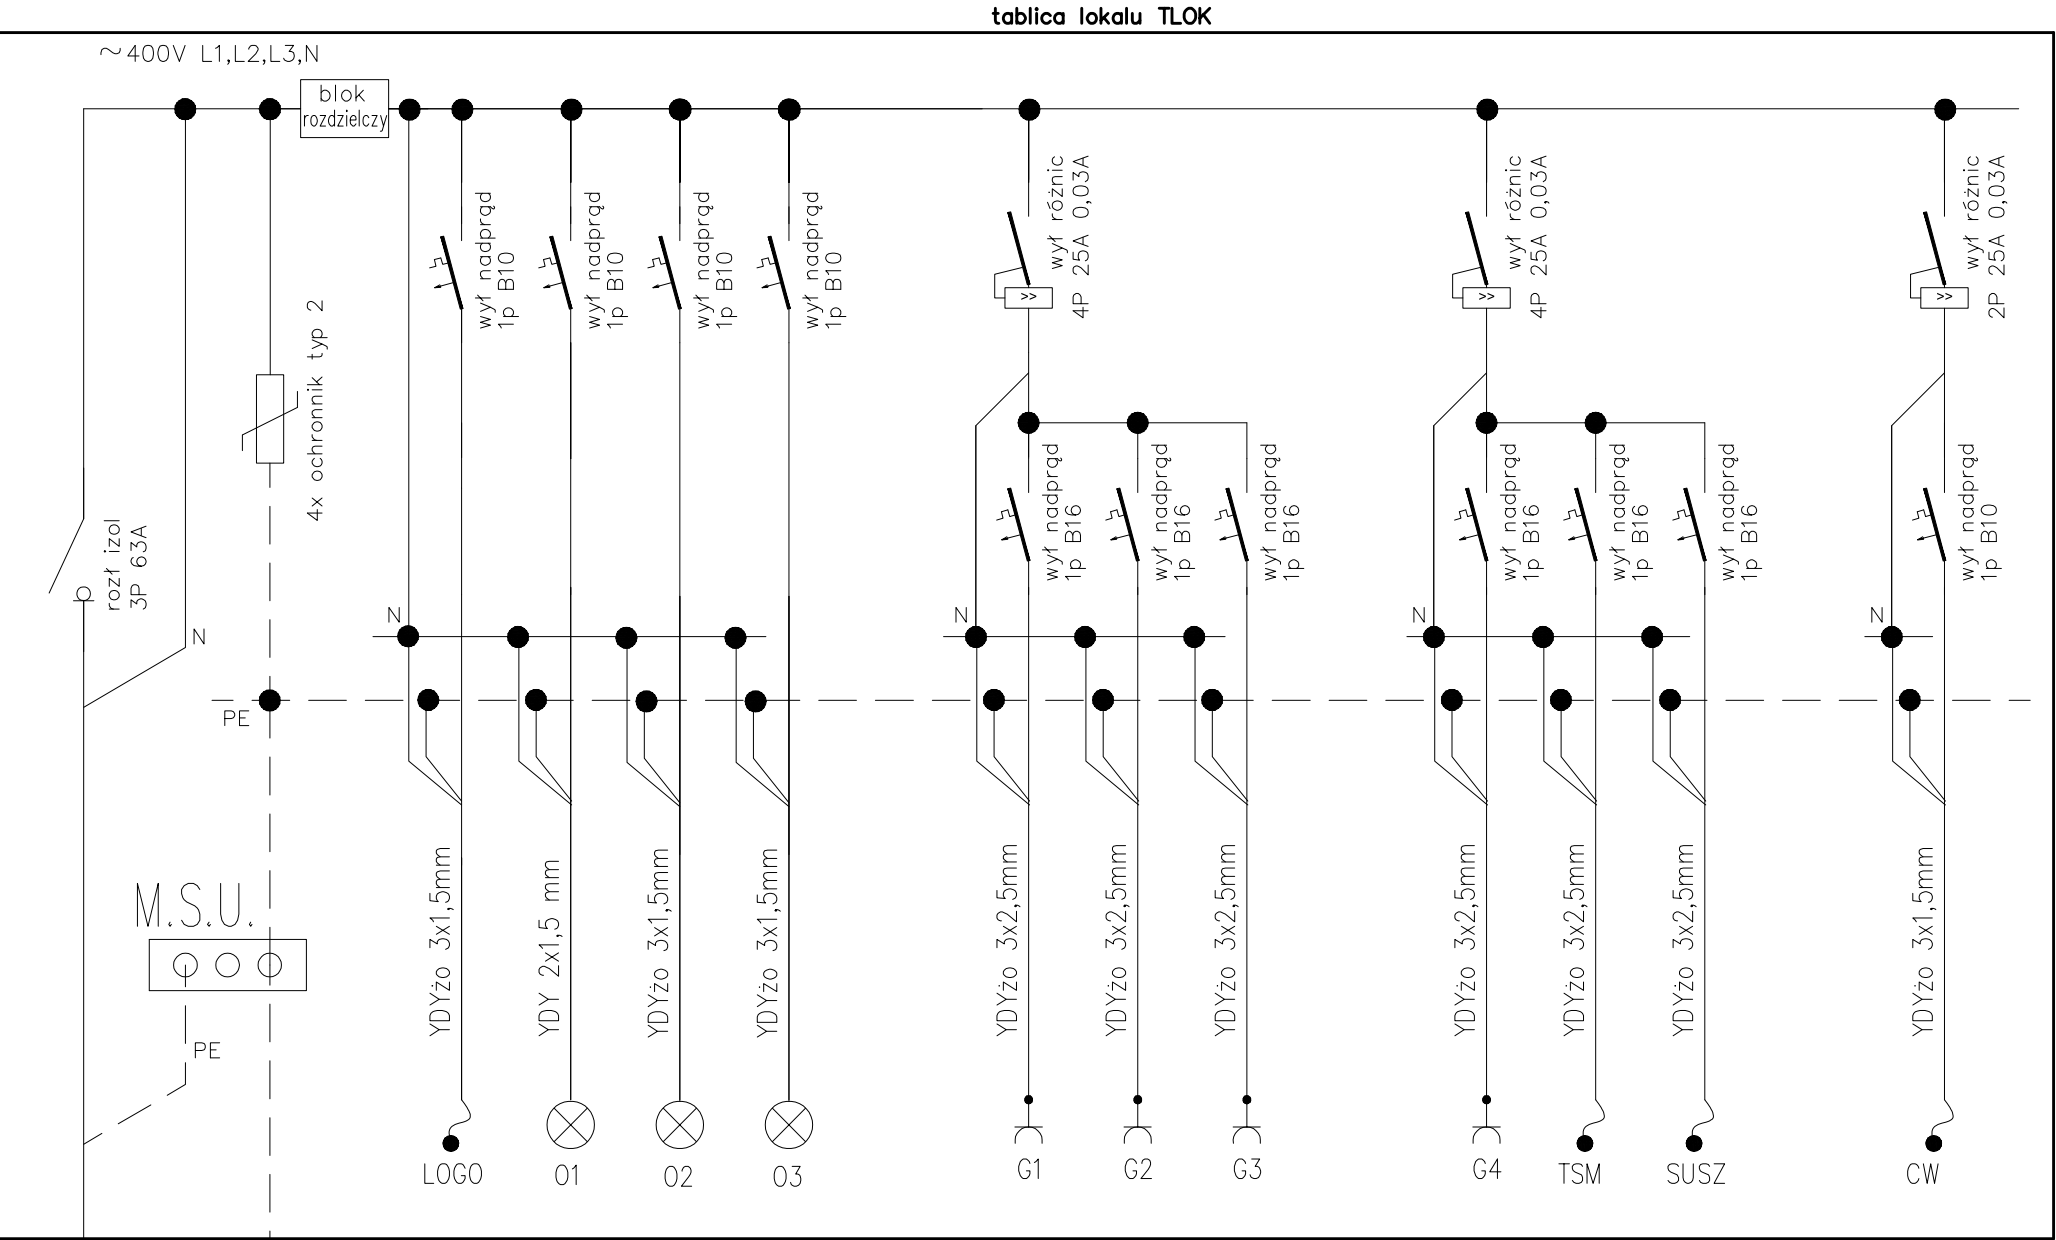 tablica lokalu TLOK
~400V L1,L2,L3,N
blok
rozdzielczy
wył nadprąd
1p B10
wył nadprąd
1p B10
wył nadprąd
1p B10
wył nadprąd
1p B10
wył różnic
4P 25A 0,03A
wył różnic
4P 25A 0,03A
wył różnic
2P 25A 0,03A
4x ochronnik typ 2
rozł izol
3P 63A
wył nadprąd
1p B16
wył nadprąd
1p B16
wył nadprąd
1p B16
wył nadprąd
1p B16
wył nadprąd
1p B16
wył nadprąd
1p B16
wył nadprąd
1p B10
N
N
N
N
N
PE
M.S.U.
PE
YDYżo 3x1,5mm
YDY 2x1,5 mm
YDYżo 3x1,5mm
YDYżo 3x1,5mm
YDYżo 3x2,5mm
YDYżo 3x2,5mm
YDYżo 3x2,5mm
YDYżo 3x2,5mm
YDYżo 3x2,5mm
YDYżo 3x2,5mm
YDYżo 3x1,5mm
>>
>>
>>
LOGO
O1
O2
O3
G1
G2
G3
G4
TSM
SUSZ
CW